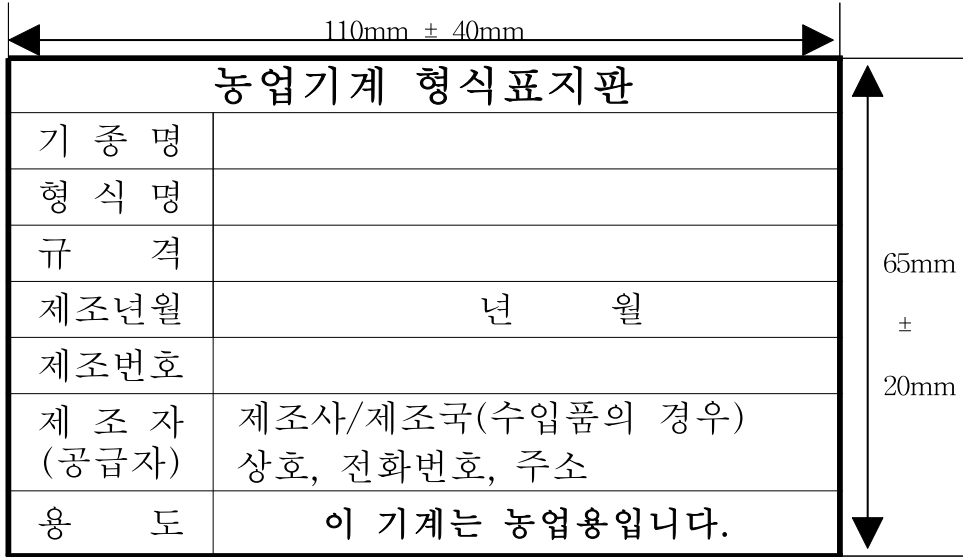 110mm ± 40mm
농업기계 형식표지판
기 종 명
형 식 명
규 격
제조년월 년 월
제조번호
제 조 자 제조사/제조국(수입품의 경우)
(공급자) 상호, 전화번호, 주소
용 도 이 기계는 농업용입니다.
65mm
±
20mm